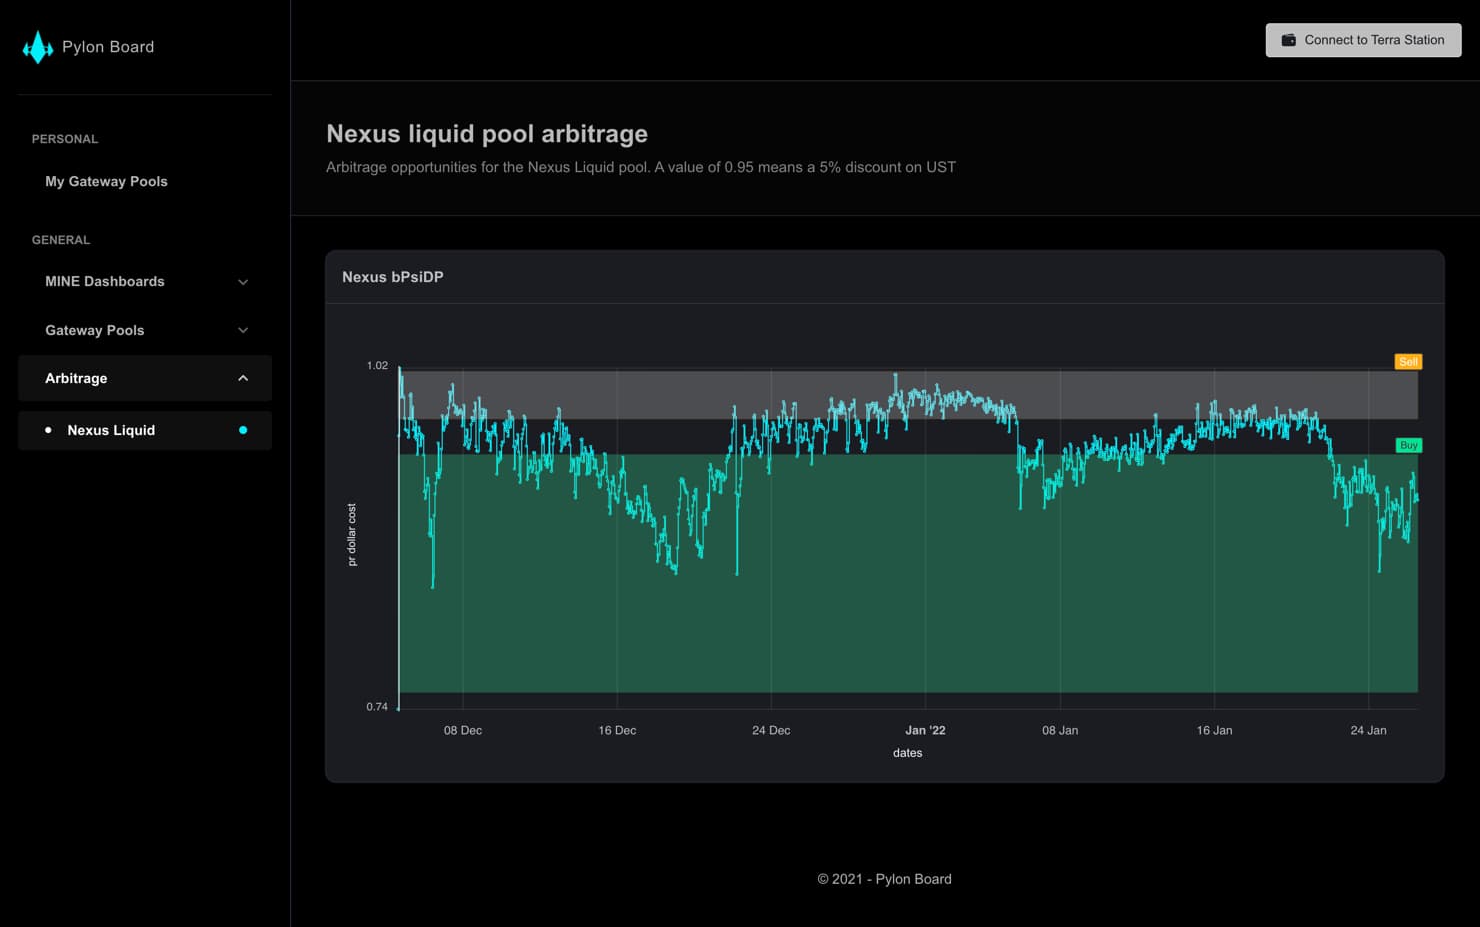 Pylon Board
Connect to Terra Station
PERSONAL
My Gateway Pools
GENERAL
MINE Dashboards
Gateway Pools
Arbitrage
Nexus Liquid
Nexus liquid pool arbitrage
Arbitrage opportunities for the Nexus Liquid pool. A value of 0.95 means a 5% discount on UST
Nexus bPsiDP
1.02
Sell
Buy
pr dollar cost
0.74
08 Dec 16 Dec 24 Dec Jan '22 08 Jan 16 Jan 24 Jan
dates
© 2021 - Pylon Board